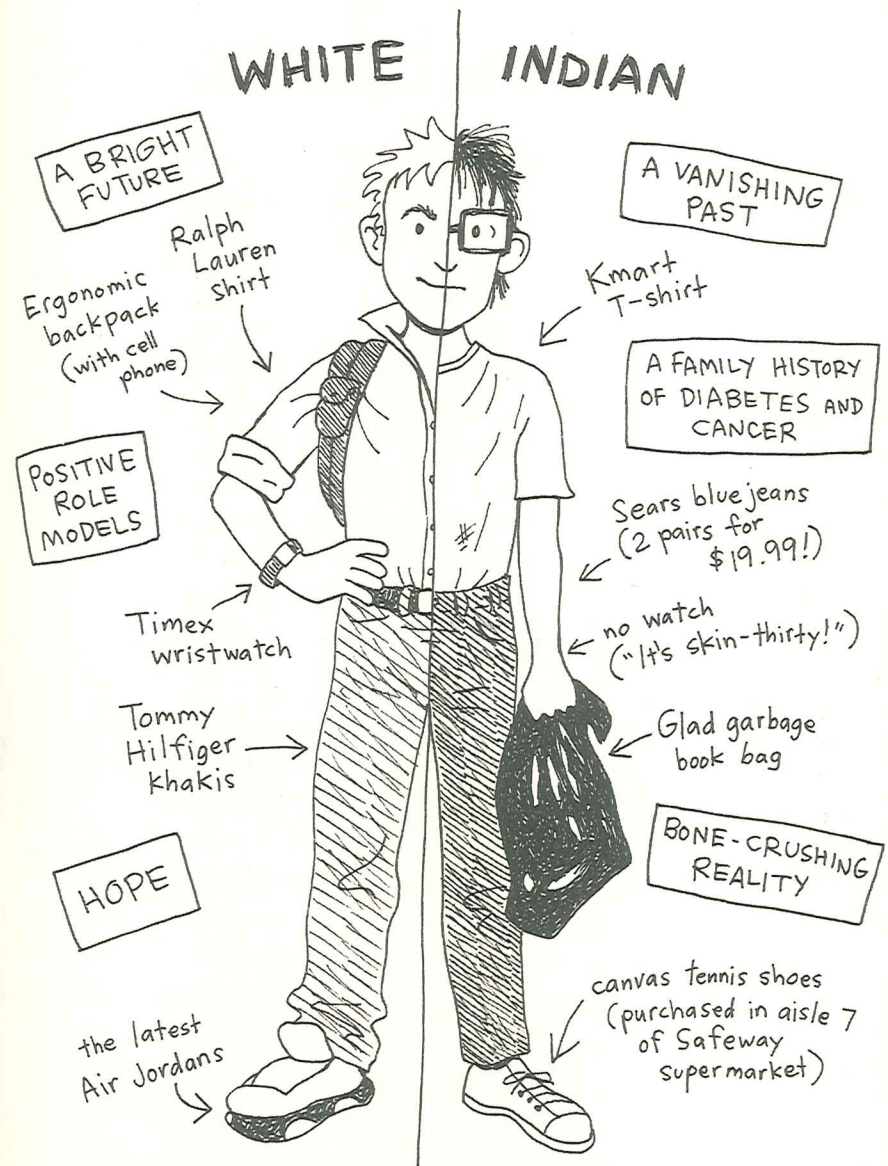 WHITE
INDIAN
A BRIGHT
FUTURE
Ralph
Lauren
shirt
Ergonomic
backpack
(with cell
phone)
POSITIVE
ROLE
MODELS
Timex
wristwatch
Tommy
Hilfiger
Khakis
HOPE
the latest
Air Jordans
A VANISHING
PAST
Kmart
T-shirt
A FAMILY HISTORY
OF DIABETES AND
CANCER
Sears blue jeans
(2 pairs for
$19.99!)
no watch
("It's skin-thirty!")
Glad garbage
book bag
BONE-CRUSHING
REALITY
canvas tennis shoes
(purchased in aisle 7
of Safeway
supermarket)